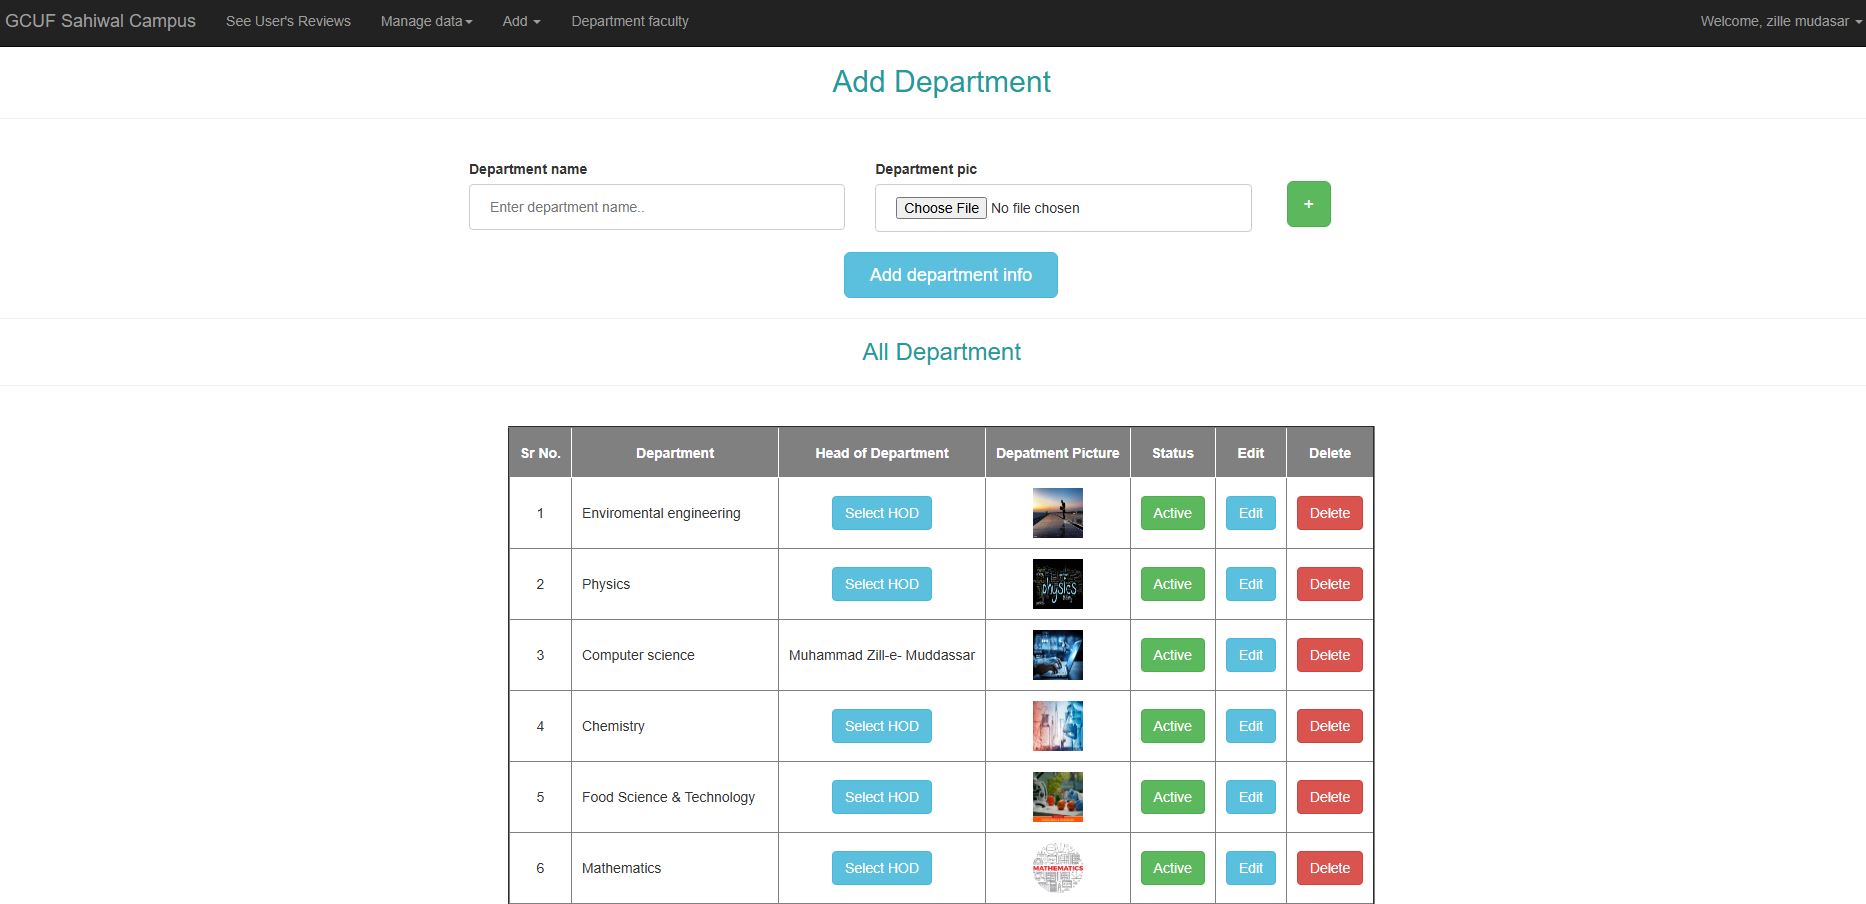 GCUF Sahiwal Campus See User's Reviews Manage data Add Department faculty Welcome, zille mudasar
Add Department
Department name Department pic
Enter department name.. Choose File No file chosen +
Add department info
All Department
Sr No. Department Head of Department Depatment Picture Status Edit Delete
1 Enviromental engineering Select HOD Active Edit Delete
2 Physics Select HOD physics Active Edit Delete
3 Computer science Muhammad Zill-e- Muddassar Active Edit Delete
4 Chemistry Select HOD Active Edit Delete
5 Food Science & Technology Select HOD Active Edit Delete
6 Mathematics Select HOD MATHEMATICS Active Edit Delete